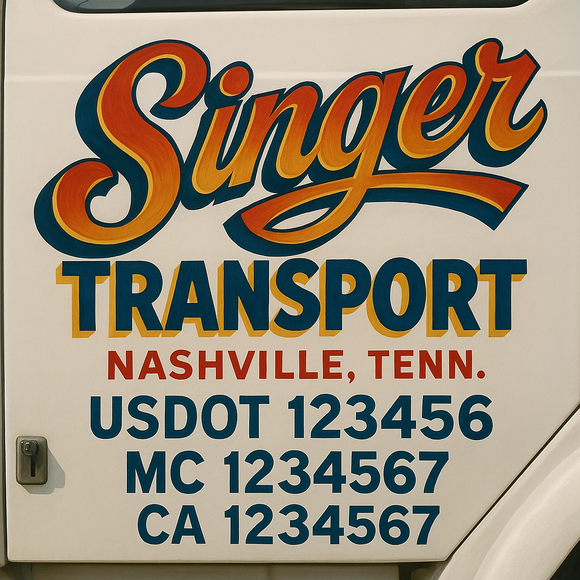 Singer
TRANSPORT
NASHVILLE, TENN.
USDOT 123456
MC 1234567
CA 1234567